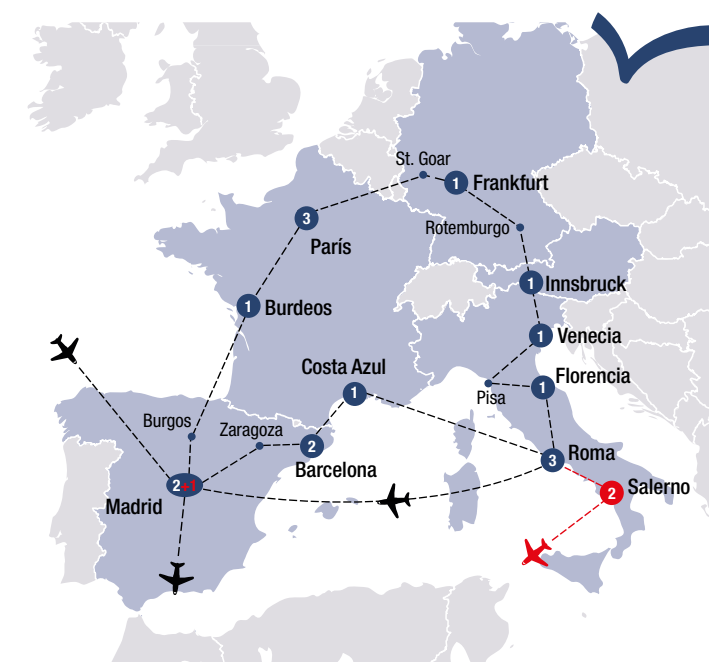 St. Goar
1 Frankfurt
3
París
Rotemburgo
1 Innsbruck
1 Burdeos
1 Venecia
Costa Azul
1
Florencia
1
Pisa
Burgos
Zaragoza
2
Barcelona
3 Roma
2+1
Madrid
2 Salerno